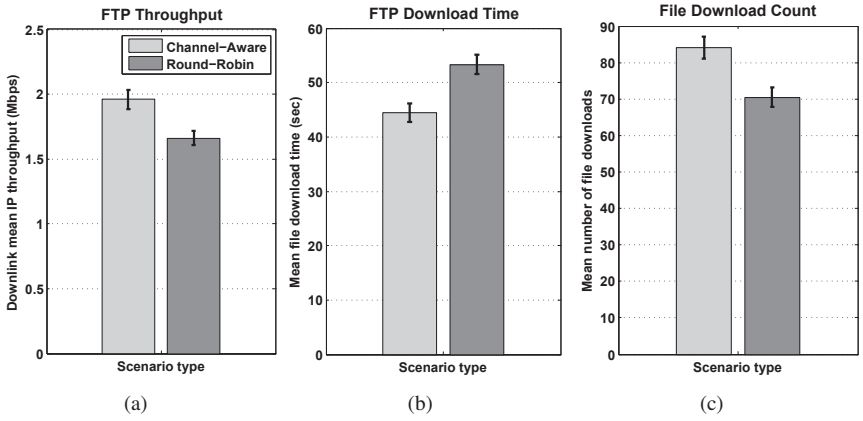 FTP Throughput
Downlink mean IP throughput (Mbps)
2.5
2
1.5
1
0.5
0
Channel−Aware
Round−Robin
Scenario type
(a)
FTP Download Time
Mean file download time (sec)
60
50
40
30
20
10
0
Scenario type
(b)
File Download Count
Mean number of file downloads
90
80
70
60
50
40
30
20
10
0
Scenario type
(c)